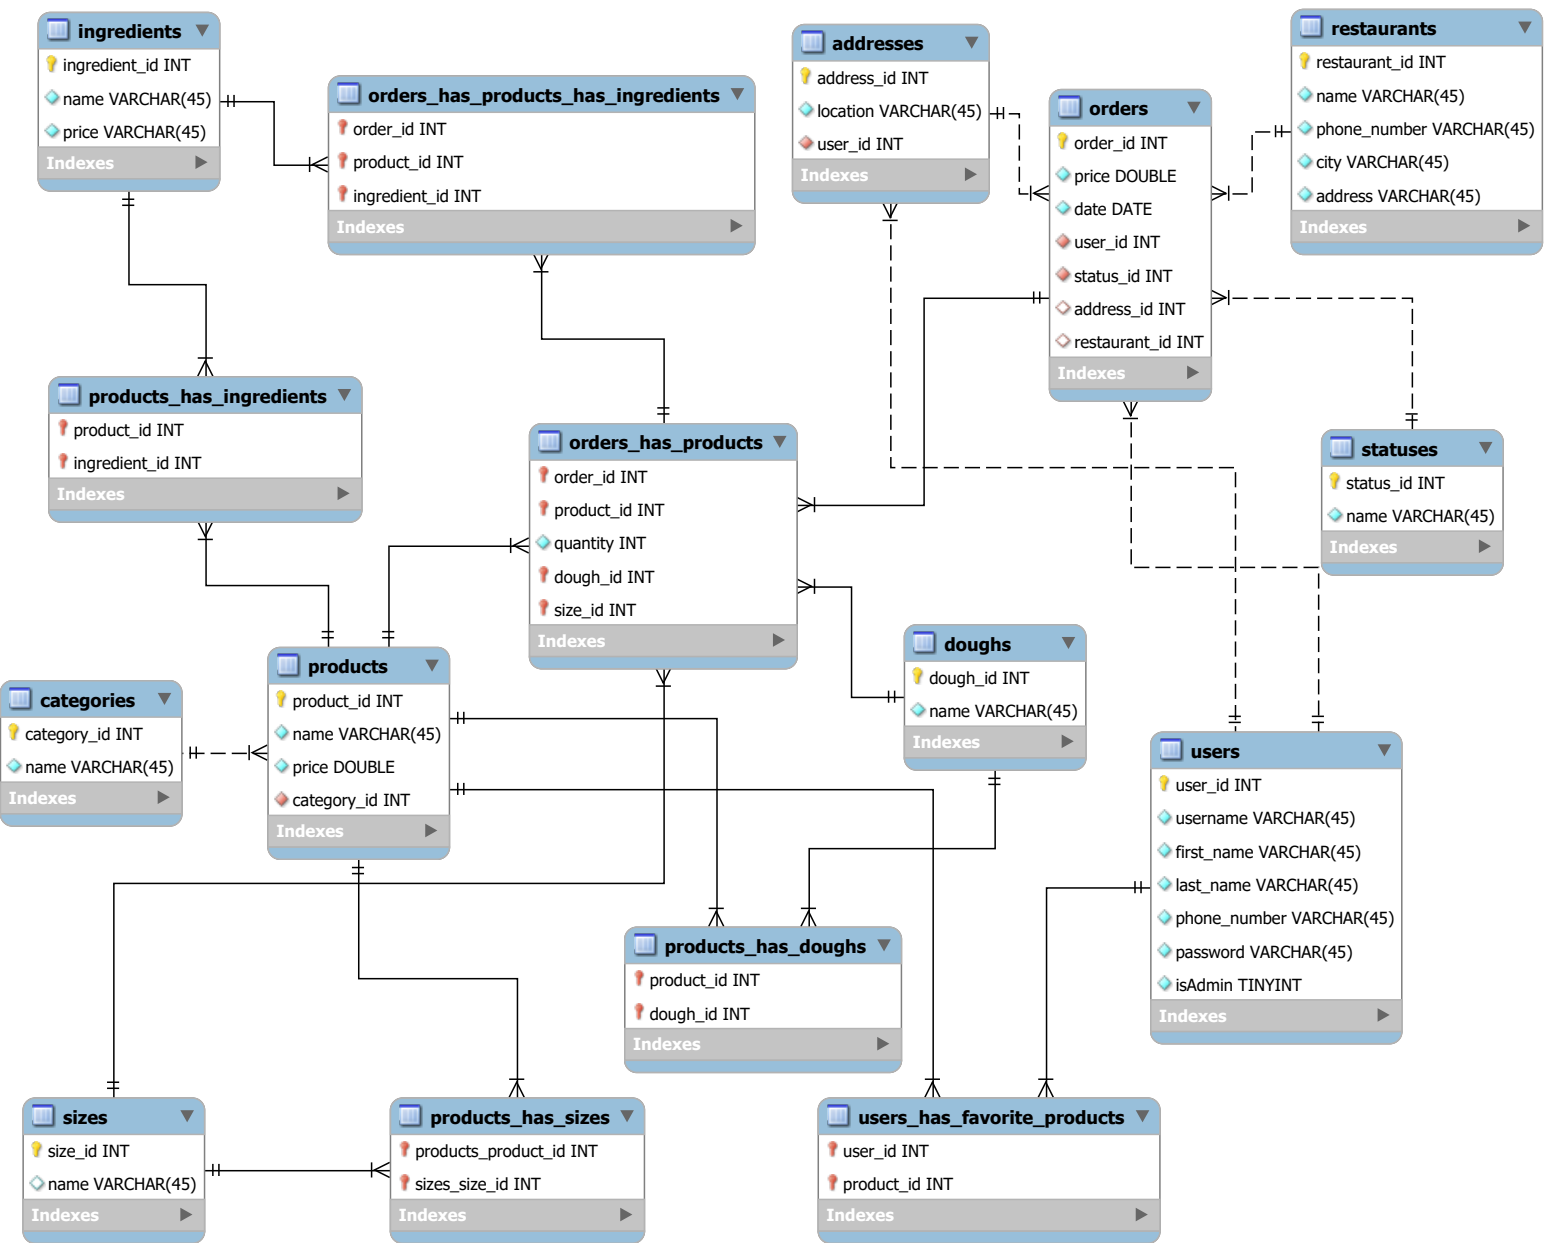 ingredients
ingredient_id INT
name VARCHAR(45)
price VARCHAR(45)
Indexes
orders_has_products_has_ingredients
order_id INT
product_id INT
ingredient_id INT
Indexes
addresses
address_id INT
location VARCHAR(45)
user_id INT
Indexes
orders
order_id INT
price DOUBLE
date DATE
user_id INT
status_id INT
address_id INT
restaurant_id INT
Indexes
restaurants
restaurant_id INT
name VARCHAR(45)
phone_number VARCHAR(45)
city VARCHAR(45)
address VARCHAR(45)
Indexes
products_has_ingredients
product_id INT
ingredient_id INT
Indexes
orders_has_products
order_id INT
product_id INT
quantity INT
dough_id INT
size_id INT
Indexes
statuses
status_id INT
name VARCHAR(45)
Indexes
categories
category_id INT
name VARCHAR(45)
Indexes
products
product_id INT
name VARCHAR(45)
price DOUBLE
category_id INT
Indexes
doughs
dough_id INT
name VARCHAR(45)
Indexes
users
user_id INT
username VARCHAR(45)
first_name VARCHAR(45)
last_name VARCHAR(45)
phone_number VARCHAR(45)
password VARCHAR(45)
isAdmin TINYINT
Indexes
products_has_doughs
product_id INT
dough_id INT
Indexes
sizes
size_id INT
name VARCHAR(45)
Indexes
products_has_sizes
products_product_id INT
sizes_size_id INT
Indexes
users_has_favorite_products
user_id INT
product_id INT
Indexes